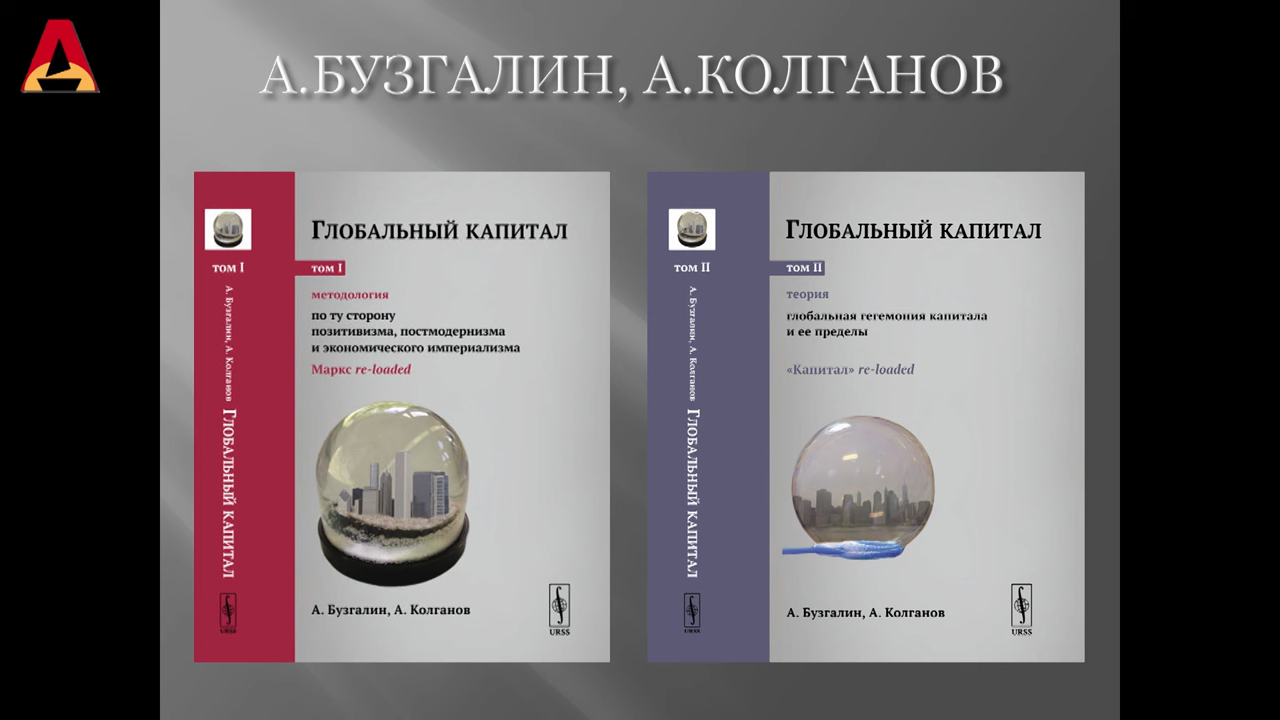 А.БУЗГАЛИН, А.КОЛГАНОВ
ТОМ I
А. Бузгалин, А. Колганов ГЛОБАЛЬНЫЙ КАПИТАЛ
URSS
ГЛОБАЛЬНЫЙ КАПИТАЛ
ТОМ I
методология
по ту сторону
позитивизма, постмодернизма
и экономического империализма
Маркс re-loaded
А. Бузгалин, А. Колганов
URSS
ТОМ II
А. Бузгалин, А. Колганов ГЛОБАЛЬНЫЙ КАПИТАЛ
URSS
ГЛОБАЛЬНЫЙ КАПИТАЛ
ТОМ II
теория
глобальная гегемония капитала
и ее пределы
«Капитал» re-loaded
А. Бузгалин, А. Колганов
URSS